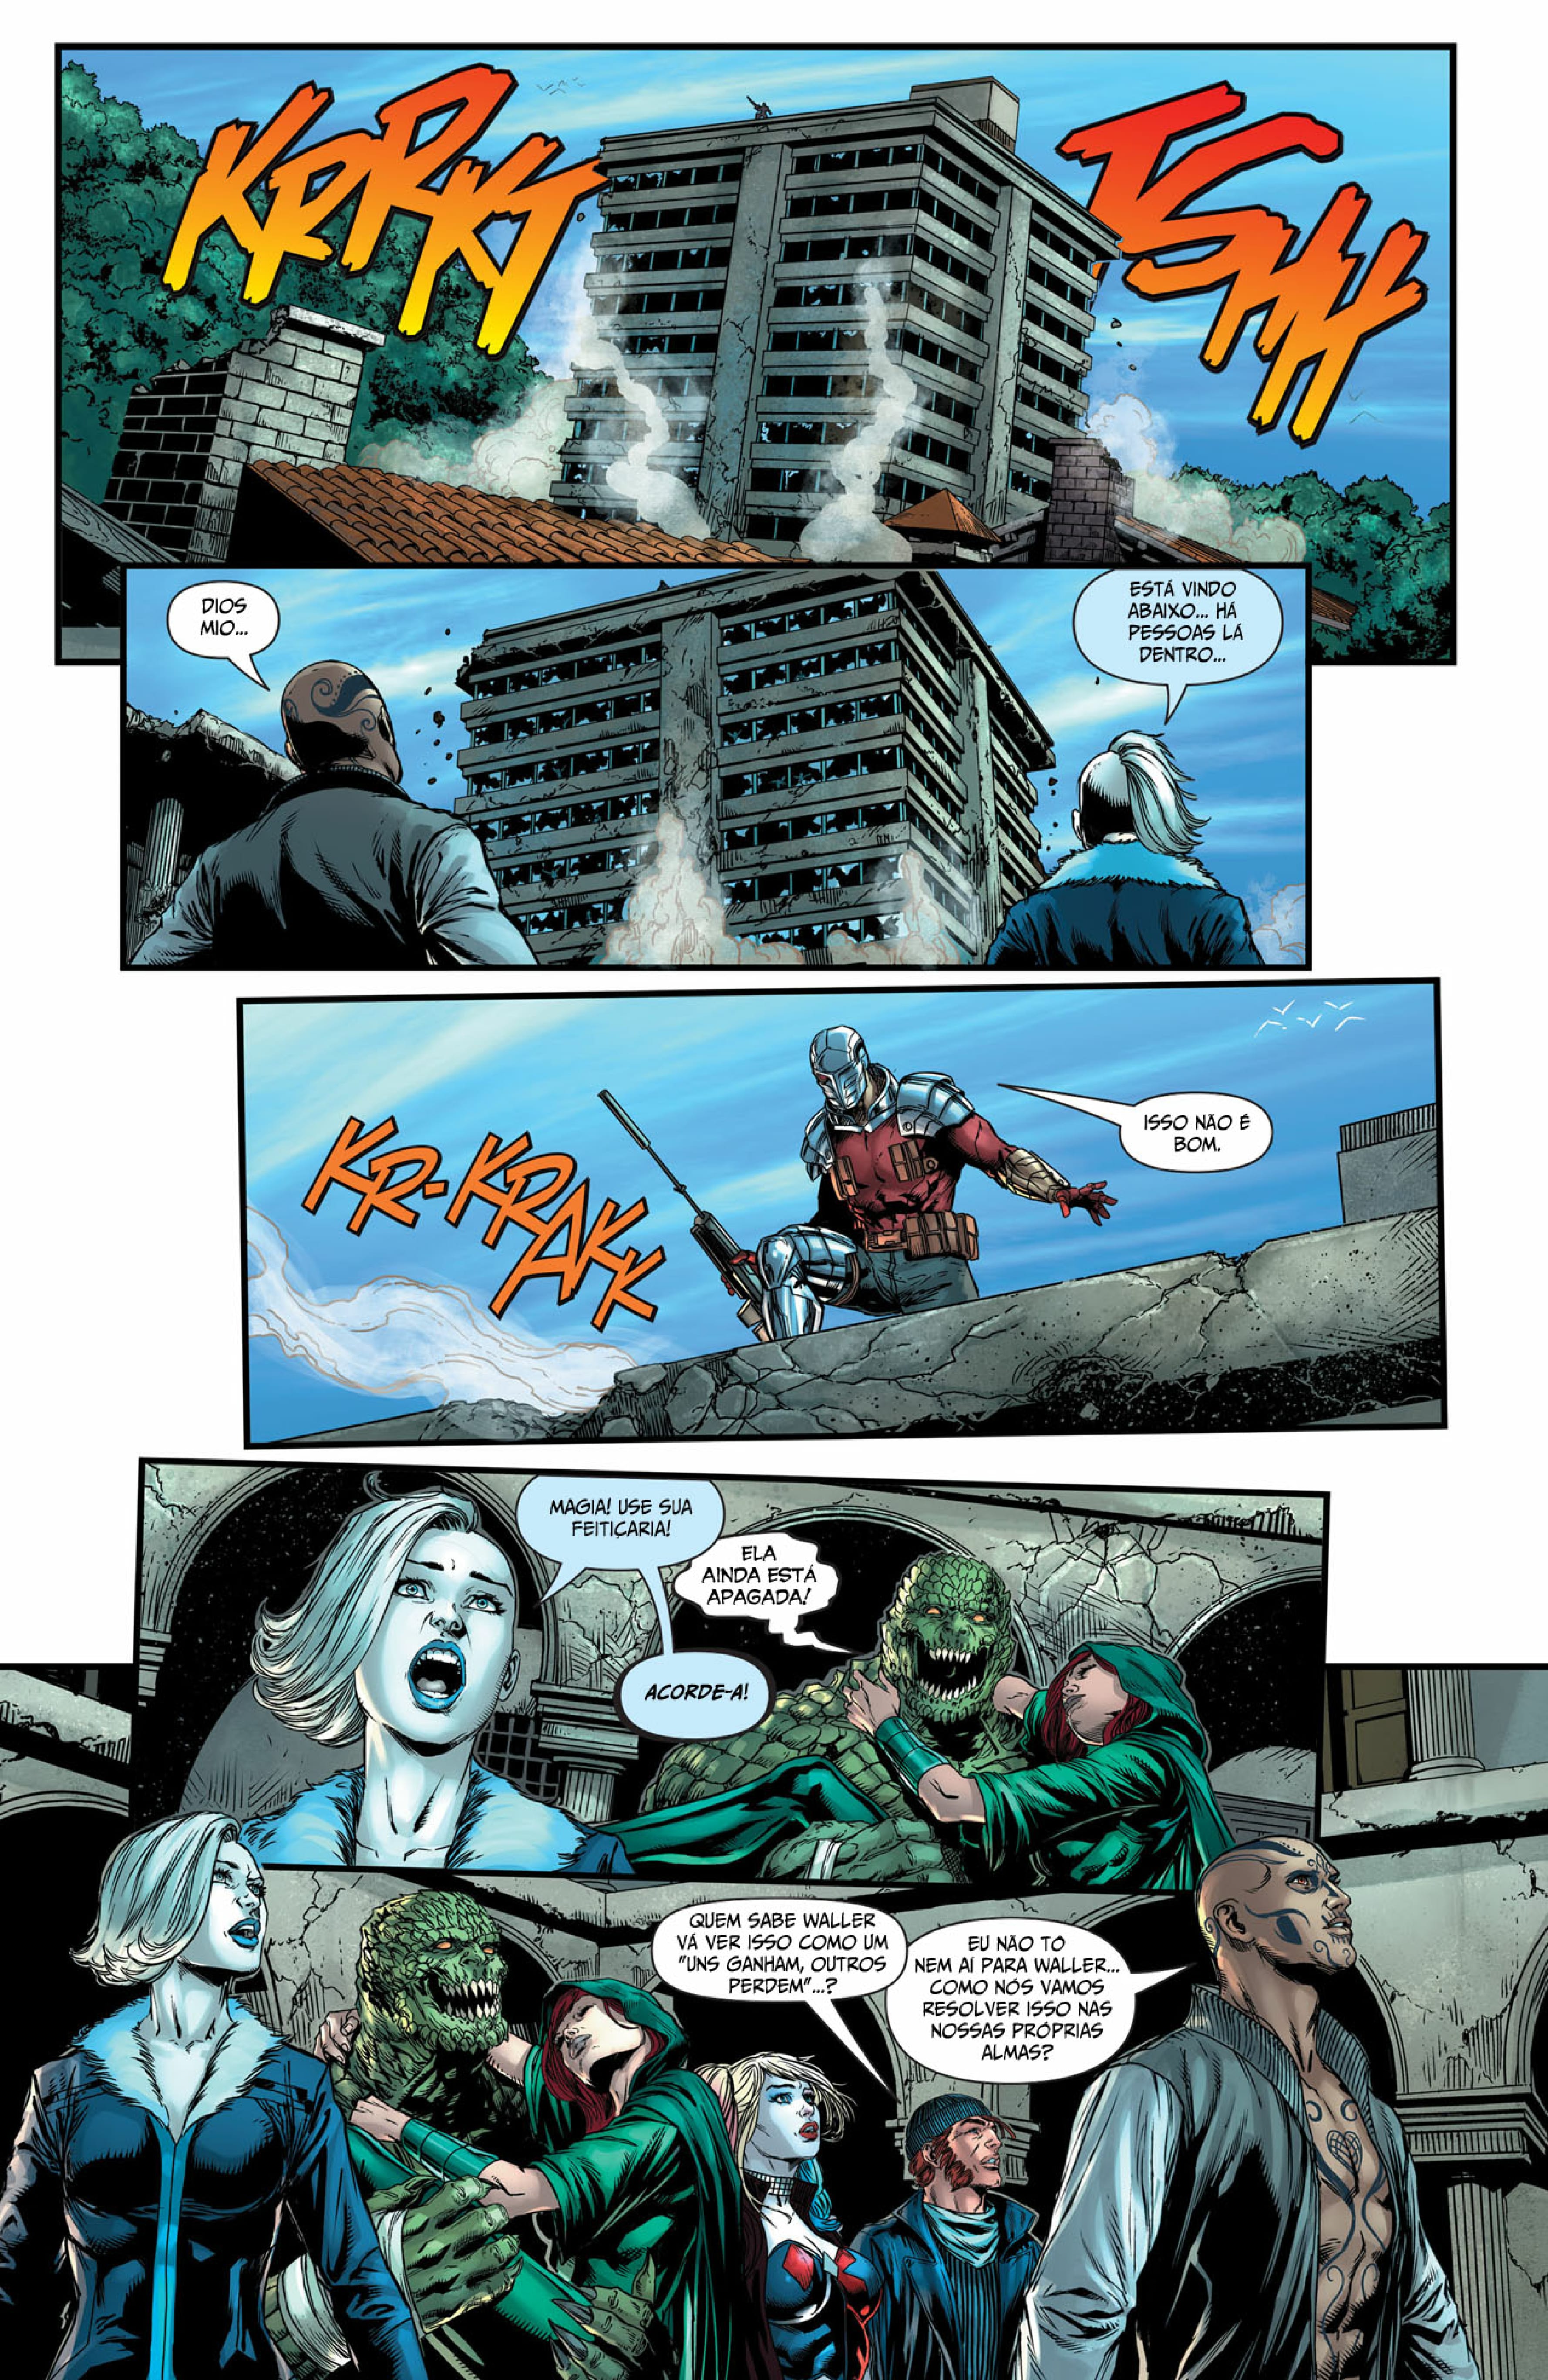 KRRRKT
TSHH
DIOS
MIO...
ESTÁ VINDO
ABAIXO... HÁ
PESSOAS LÁ
DENTRO...
ISSO NÃO É
BOM.
KR-KRRAKK
MAGIA! USE SUA
FEITIÇARIA!
ELA
AINDA ESTÁ
APAGADA!
ACORDE-A!
QUEM SABE WALLER
VÁ VER ISSO COMO UM
"UNS GANHAM, OUTROS
PERDEM"...?
EU NÃO TÔ
NEM AÍ PARA WALLER...
COMO NÓS VAMOS
RESOLVER ISSO NAS
NOSSAS PRÓPRIAS
ALMAS?